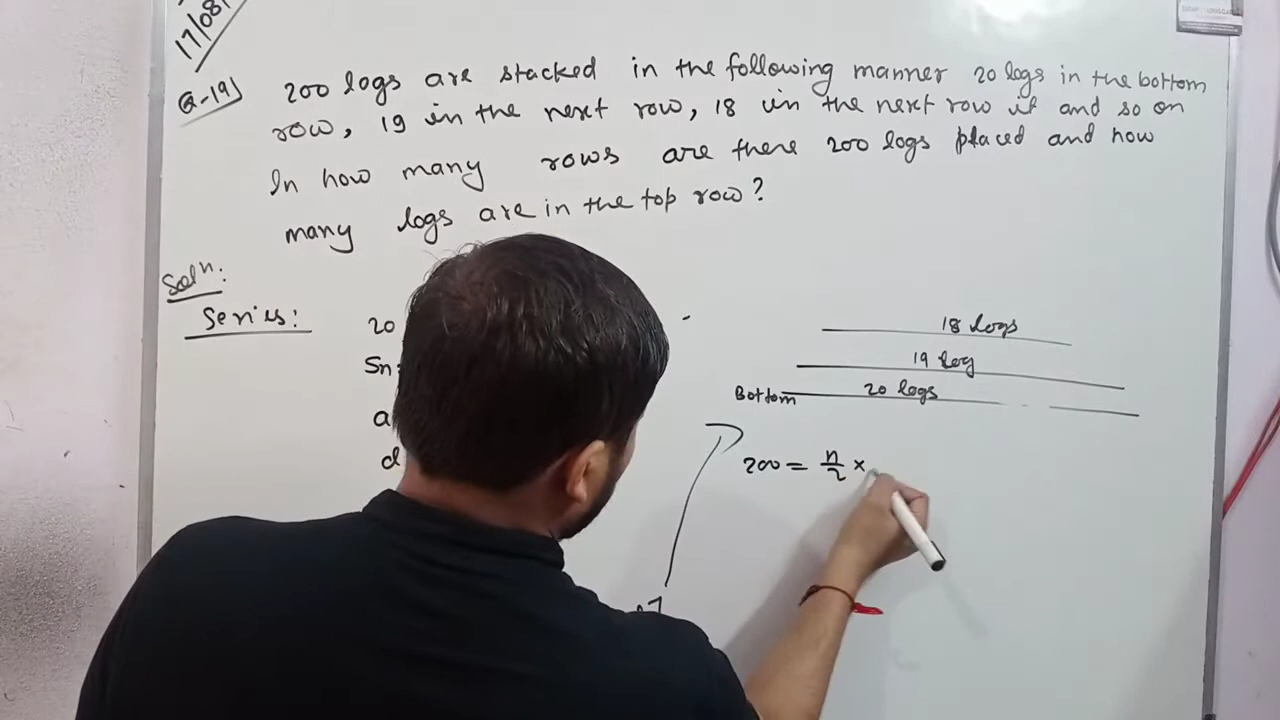 17/08/
Q-19) 200 logs are stacked in the following manner 20 logs in the bottom
row, 19 in the next row, 18 in the next row it and so on
In how many rows are there 200 logs placed and how
many logs are in the top row?
Soln:
Series: 20
Sn=
a
d
18 logs
19 log
Bottom 20 logs
200 = n/2 ×